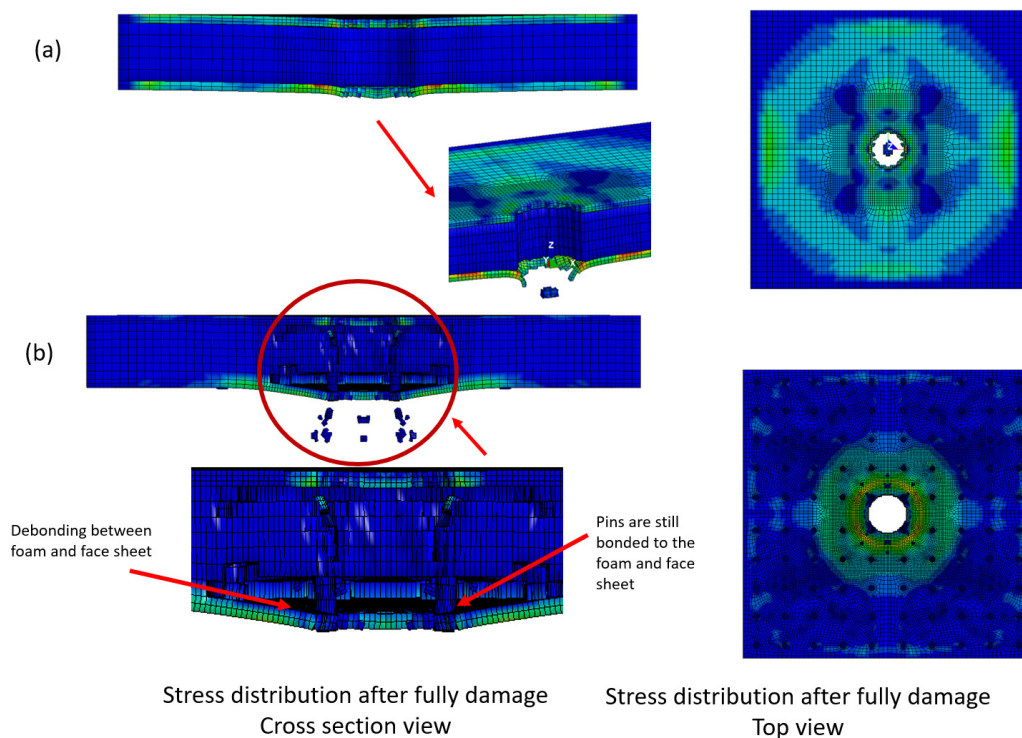 (a)
Z
Y
X
Z
(b)
Debonding between
foam and face sheet
Pins are still
bonded to the
foam and face
sheet
Stress distribution after fully damage
Cross section view
Stress distribution after fully damage
Top view